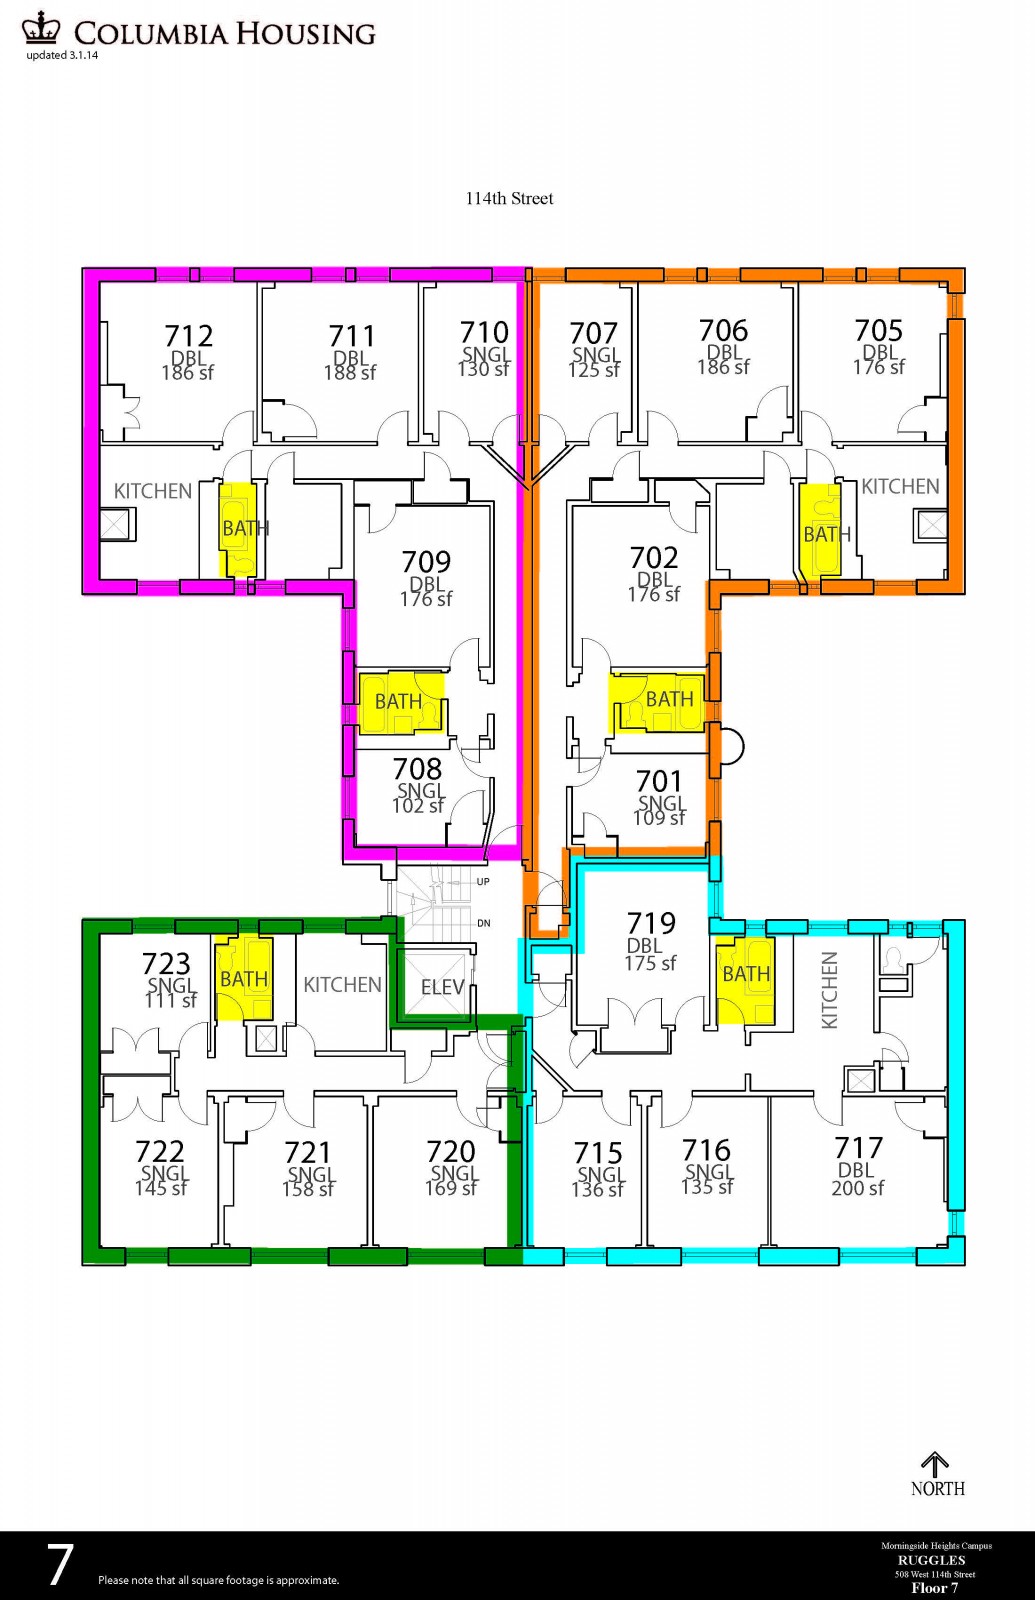 COLUMBIA HOUSING
updated 3.1.14
114th Street
712
DBL
186 sf
711
DBL
188 sf
710
SNGL
130 sf
707
SNGL
125 sf
706
DBL
186 sf
705
DBL
176 sf
KITCHEN
BATH
709
DBL
176 sf
702
DBL
176 sf
BATH
KITCHEN
BATH
BATH
708
SNGL
102 sf
701
SNGL
109 sf
UP
DN
723
SNGL
111 sf
BATH
KITCHEN
ELEV
719
DBL
175 sf
BATH
KITCHEN
722
SNGL
145 sf
721
SNGL
158 sf
720
SNGL
169 sf
715
SNGL
136 sf
716
SNGL
135 sf
717
DBL
200 sf
NORTH
7
Please note that all square footage is approximate.
Morningside Heights Campus
RUGGLES
508 West 114th Street
Floor 7